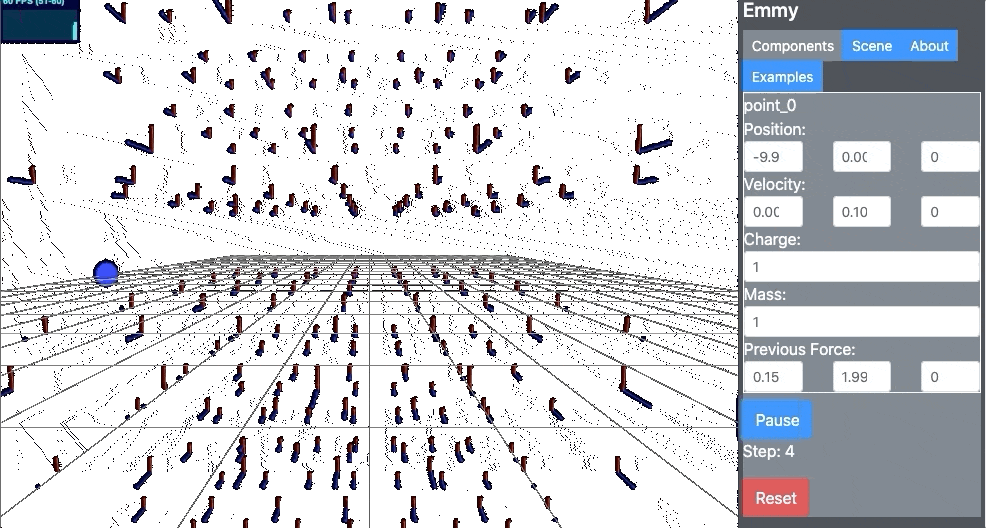 60 FPS (51-60)
Emmy
Components Scene About
Examples
point_0
Position:
-9.9 0.00 0
Velocity:
0.00 0.10 0
Charge:
1
Mass:
1
Previous Force:
0.15 1.99 0
Pause
Step: 4
Reset